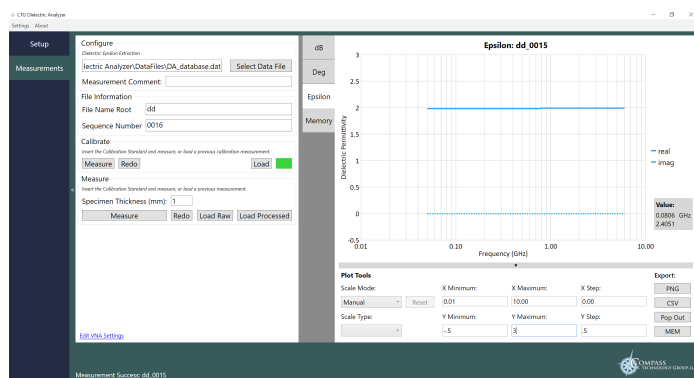 CTG Dielectric Analyzer
Settings About
Setup
Measurements
Configure
Dielectric Epsilon Extraction
lectric Analyzer\DataFiles\DA_database.dat Select Data File
Measurement Comment:
File Information
File Name Root dd
Sequence Number 0016
Calibrate
Insert the Calibration Standard and measure, or load a previous calibration measurement.
Measure Redo Load
Measure
Insert the Calibration Standard and measure, or load a previous measurement.
Specimen Thickness (mm): 1
Measure Redo Load Raw Load Processed
Edit VNA Settings
dB
Deg
Epsilon
Memory
Epsilon: dd_0015
3
2.5
2
1.5
1
0.5
0
-0.5
Dielectric Permittivity
0.01 0.10 1.00 10.00
Frequency (GHz)
real
imag
Value:
0.0806 GHz
2.4051
Plot Tools Export:
Scale Mode: X Minimum: X Maximum: X Step: PNG
Manual Reset 0.01 10.00 0.00 CSV
Scale Type: Y Minimum: Y Maximum: Y Step: Pop Out
-.5 3 .5 MEM
Measurement Success: dd_0015
COMPASS
TECHNOLOGY GROUP